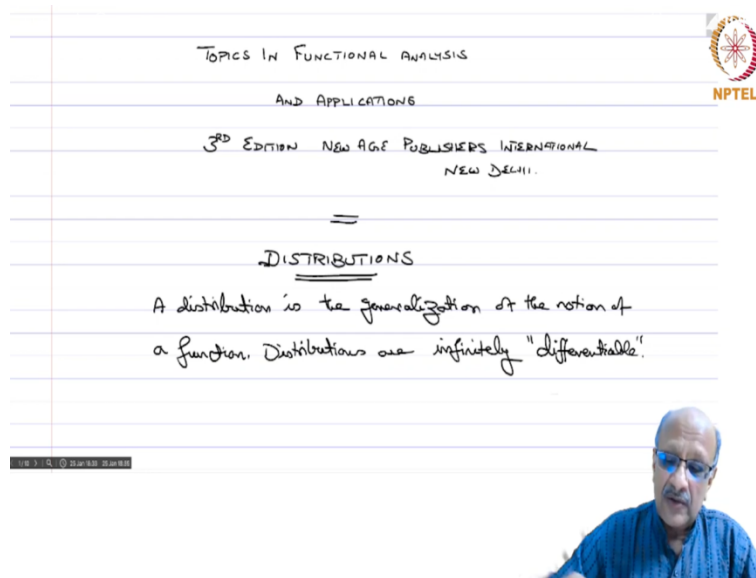 TOPICS IN FUNCTIONAL ANALYSIS
AND APPLICATIONS
3RD EDITION NEW AGE PUBLISHERS INTERNATIONAL
NEW DELHI.
DISTRIBUTIONS
A distribution is the generalization of the notion of
a function. Distributions are infinitely "differentiable".
NPTEL